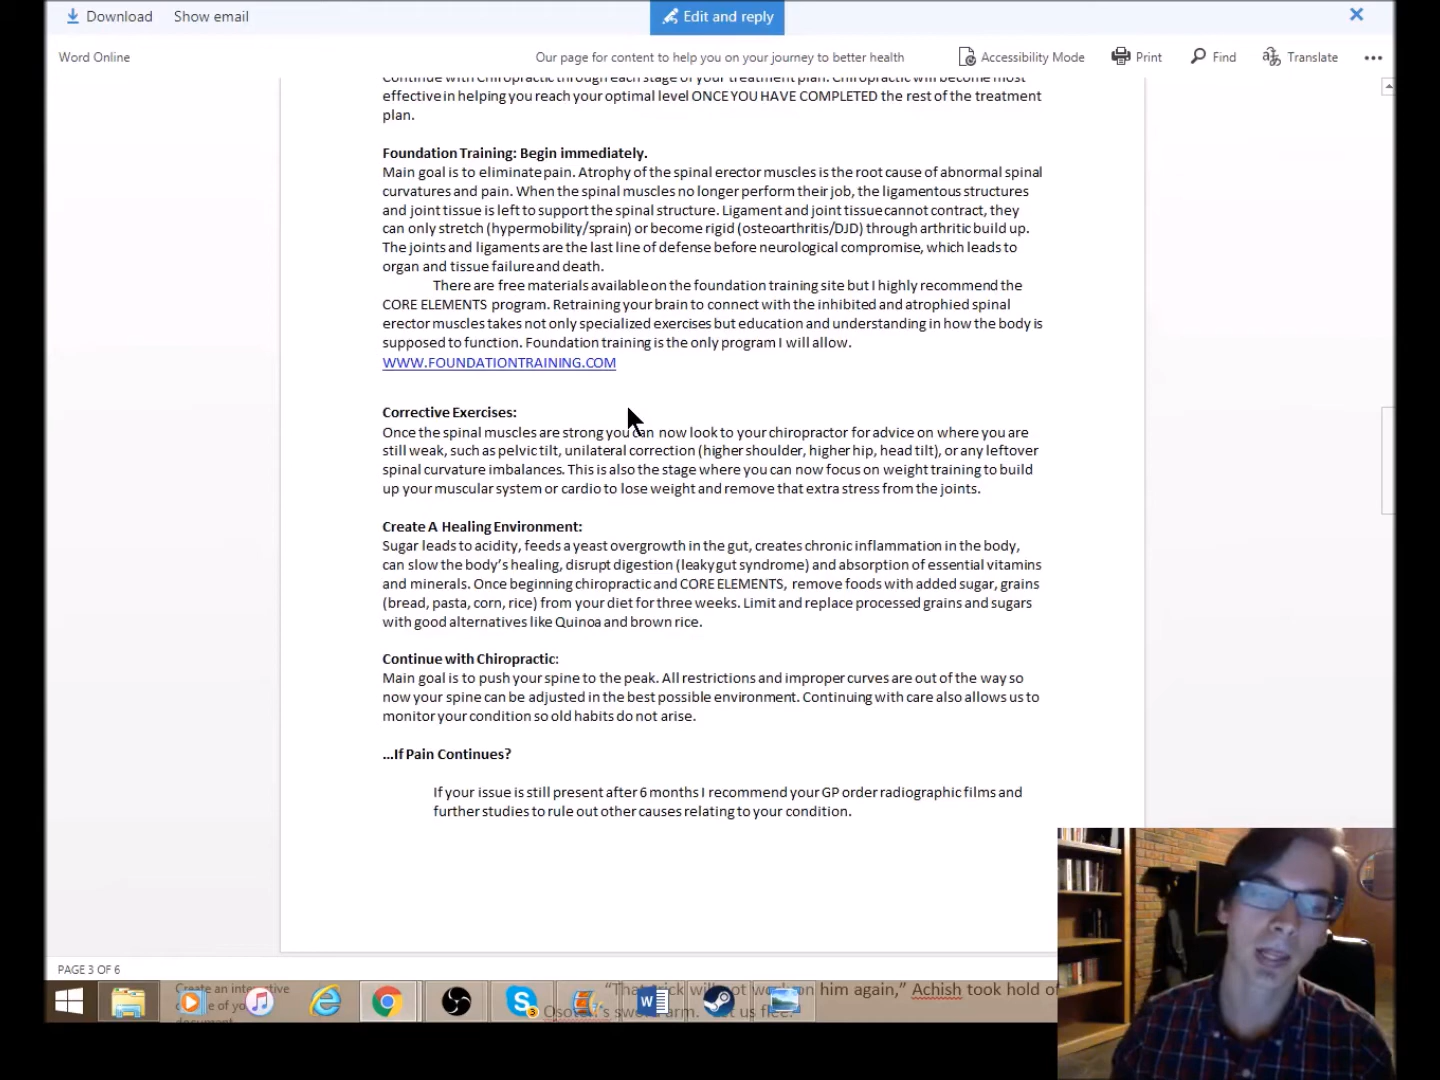 Download Show email Edit and reply
Word Online Our page for content to help you on your journey to better health Accessibility Mode Print Find Translate
Continue with Chiropractic through each stage of your treatment plan. Chiropractic will become most
effective in helping you reach your optimal level ONCE YOU HAVE COMPLETED the rest of the treatment
plan.
Foundation Training: Begin immediately.
Main goal is to eliminate pain. Atrophy of the spinal erector muscles is the root cause of abnormal spinal
curvatures and pain. When the spinal muscles no longer perform their job, the ligamentous structures
and joint tissue is left to support the spinal structure. Ligament and joint tissue cannot contract, they
can only stretch (hypermobility/sprain) or become rigid (osteoarthritis/DJD) through arthritic build up.
The joints and ligaments are the last line of defense before neurological compromise, which leads to
organ and tissue failure and death.
There are free materials available on the foundation training site but I highly recommend the
CORE ELEMENTS program. Retraining your brain to connect with the inhibited and atrophied spinal
erector muscles takes not only specialized exercises but education and understanding in how the body is
supposed to function. Foundation training is the only program I will allow.
WWW.FOUNDATIONTRAINING.COM
Corrective Exercises:
Once the spinal muscles are strong you can now look to your chiropractor for advice on where you are
still weak, such as pelvic tilt, unilateral correction (higher shoulder, higher hip, head tilt), or any leftover
spinal curvature imbalances. This is also the stage where you can now focus on weight training to build
up your muscular system or cardio to lose weight and remove that extra stress from the joints.
Create A Healing Environment:
Sugar leads to acidity, feeds a yeast overgrowth in the gut, creates chronic inflammation in the body,
can slow the body's healing, disrupt digestion (leaky gut syndrome) and absorption of essential vitamins
and minerals. Once beginning chiropractic and CORE ELEMENTS, remove foods with added sugar, grains
(bread, pasta, corn, rice) from your diet for three weeks. Limit and replace processed grains and sugars
with good alternatives like Quinoa and brown rice.
Continue with Chiropractic:
Main goal is to push your spine to the peak. All restrictions and improper curves are out of the way so
now your spine can be adjusted in the best possible environment. Continuing with care also allows us to
monitor your condition so old habits do not arise.
...If Pain Continues?
If your issue is still present after 6 months I recommend your GP order radiographic films and
further studies to rule out other causes relating to your condition.
PAGE 3 OF 6
Create an
him again," Achish took hold of